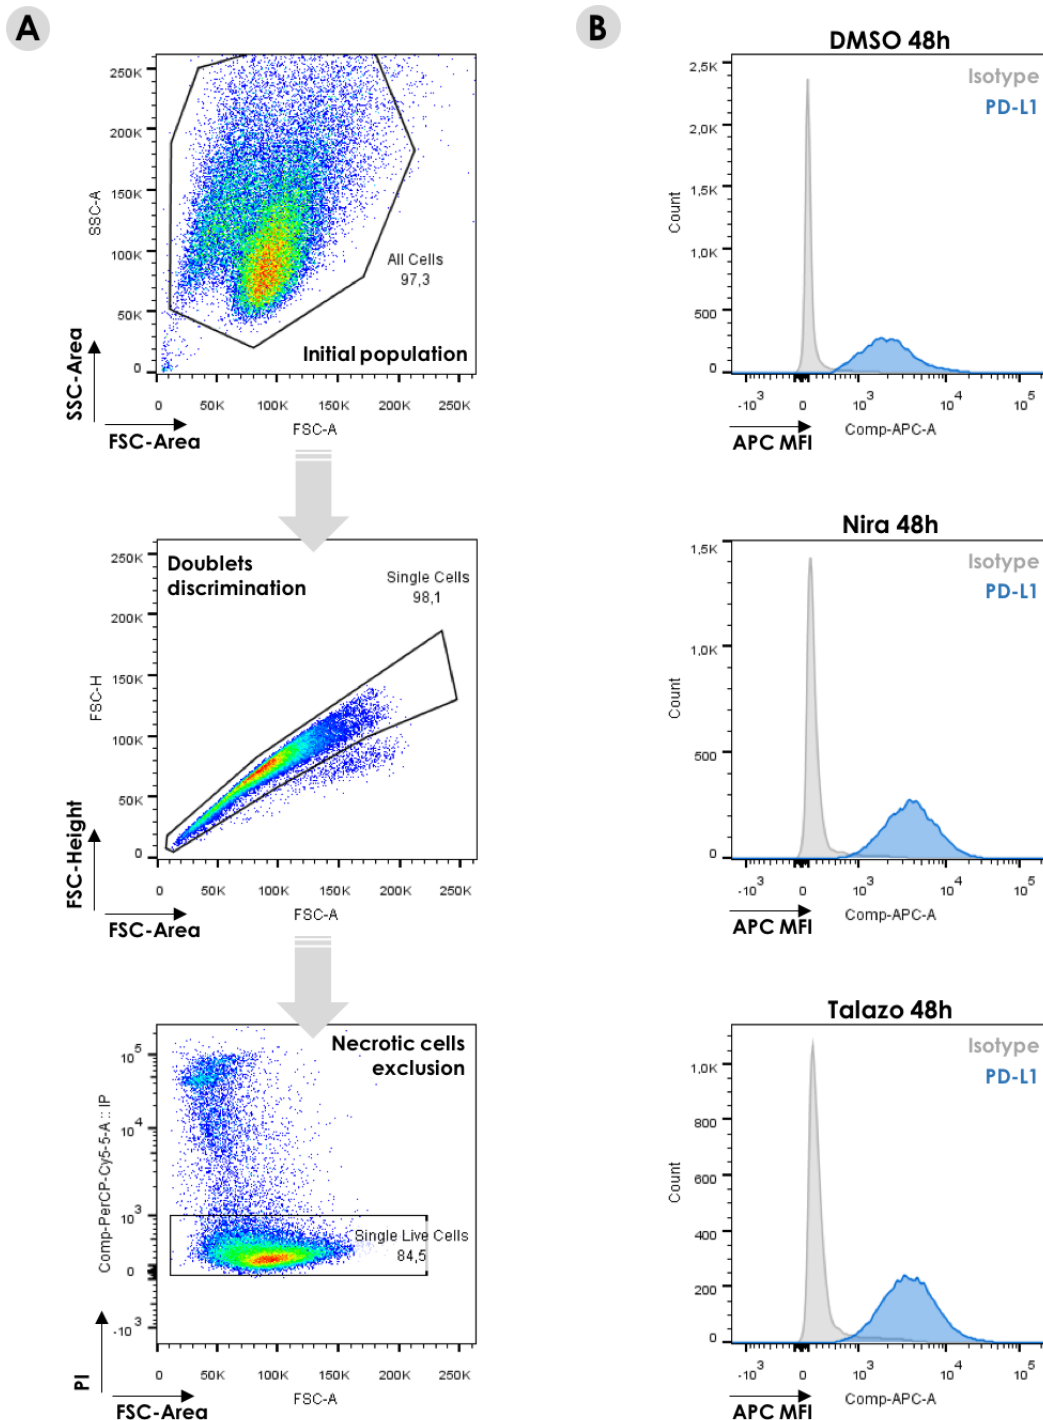 A
250K
200K
150K
100K
50K
0
SSC-A
All Cells
97,3
Initial population
0 50K 100K 150K 200K 250K
FSC-A
SSC-Area
FSC-Area
Doublets
discrimination
Single Cells
98,1
250K
200K
150K
100K
50K
0
FSC-H
0 50K 100K 150K 200K 250K
FSC-A
FSC-Height
FSC-Area
Necrotic cells
exclusion
10^5
10^4
10^3
0
-10^3
Comp-PerCP-Cy5-5-A :: IP
Single Live Cells
84,5
0 50K 100K 150K 200K 250K
FSC-A
PI
FSC-Area
B
DMSO 48h
Isotype
PD-L1
2,5K
2,0K
1,5K
1,0K
500
0
Count
-10^3 0 10^3 10^4 10^5
Comp-APC-A
APC MFI
Nira 48h
Isotype
PD-L1
1,5K
1,0K
500
0
Count
-10^3 0 10^3 10^4 10^5
Comp-APC-A
APC MFI
Talazo 48h
Isotype
PD-L1
1,0K
800
600
400
200
0
Count
-10^3 0 10^3 10^4 10^5
Comp-APC-A
APC MFI